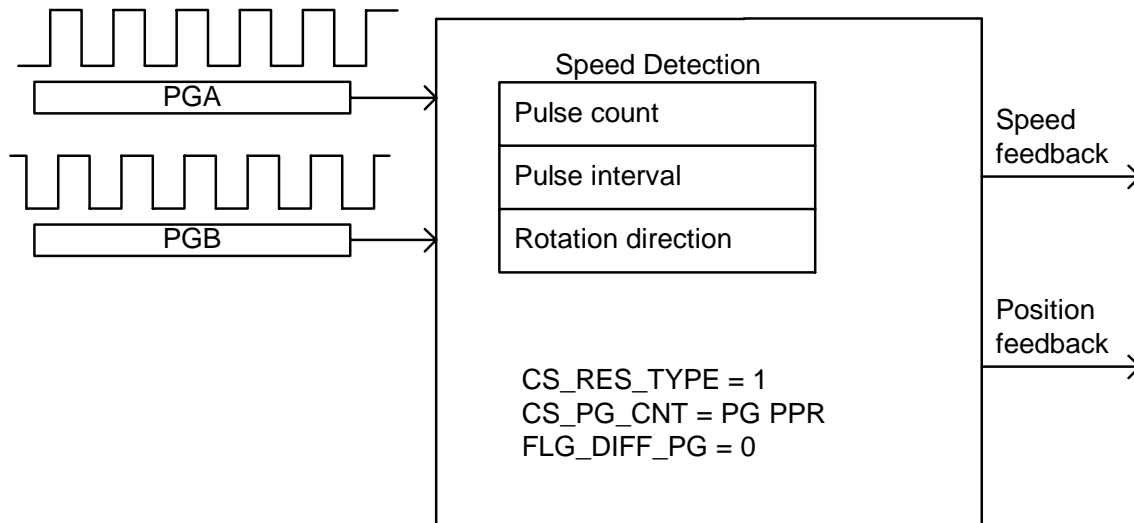 PGA
PGB
Speed Detection
Pulse count
Pulse interval
Rotation direction
CS_RES_TYPE = 1
CS_PG_CNT = PG PPR
FLG_DIFF_PG = 0
Speed
feedback
Position
feedback